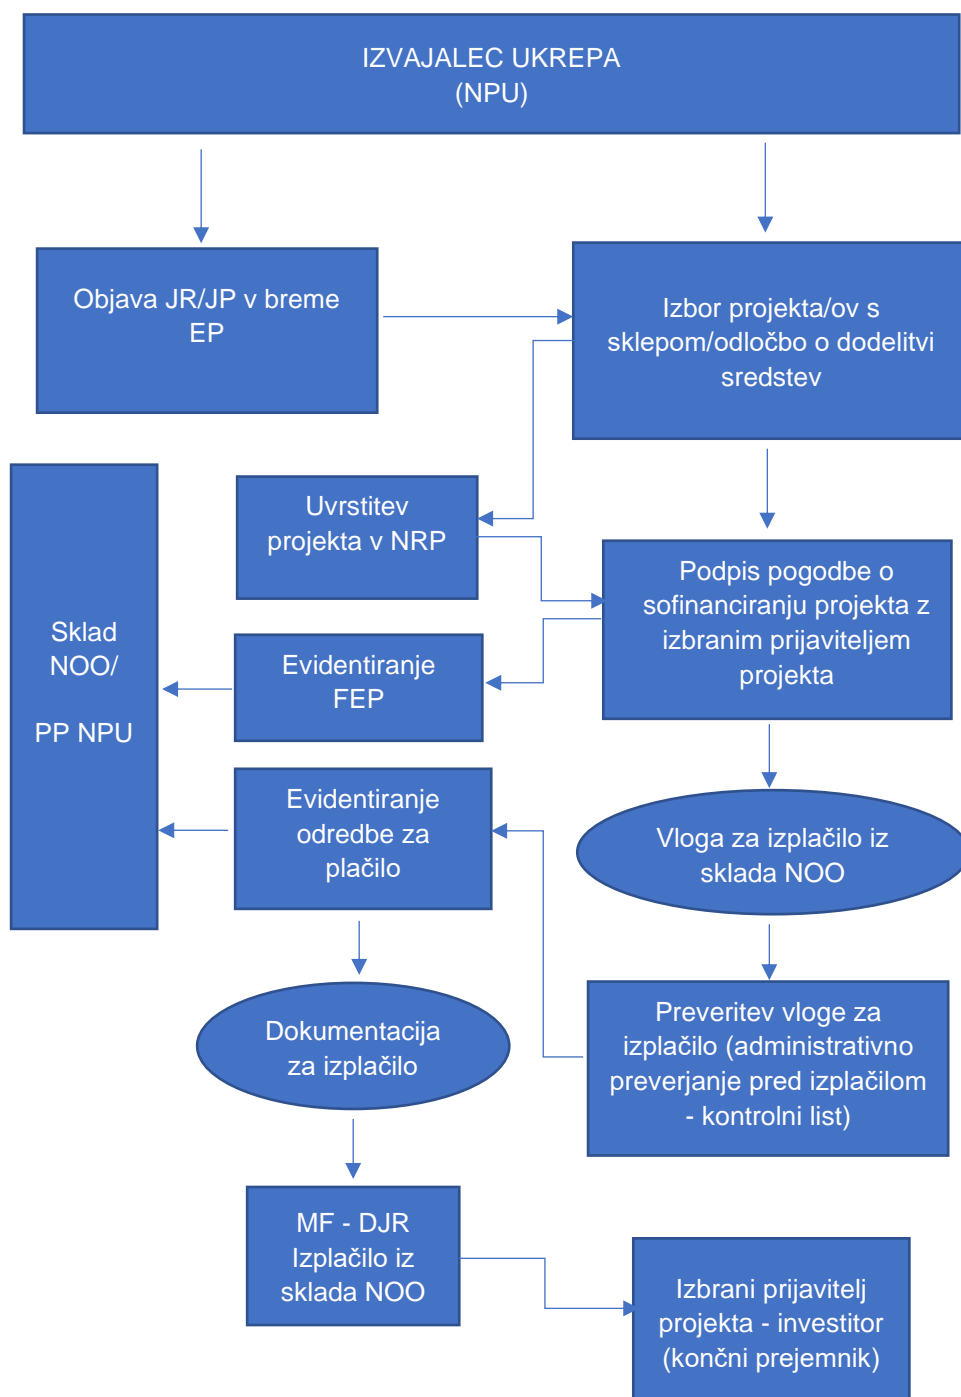 IZVAJALEC UKREPA
(NPU)
Objava JR/JP v breme
EP
Izbor projekta/ov s
sklepom/odločbo o dodelitvi
sredstev
Uvrstitev
projekta v NRP
Podpis pogodbe o
sofinanciranju projekta z
izbranim prijaviteljem
projekta
Sklad
NOO/
PP NPU
Evidentiranje
FEP
Evidentiranje
odredbe za
plačilo
Vloga za izplačilo iz
sklada NOO
Dokumentacija
za izplačilo
Preveritev vloge za
izplačilo (administrativno
preverjanje pred izplačilom
- kontrolni list)
MF - DJR
Izplačilo iz
sklada NOO
Izbrani prijavitelj
projekta - investitor
(končni prejemnik)